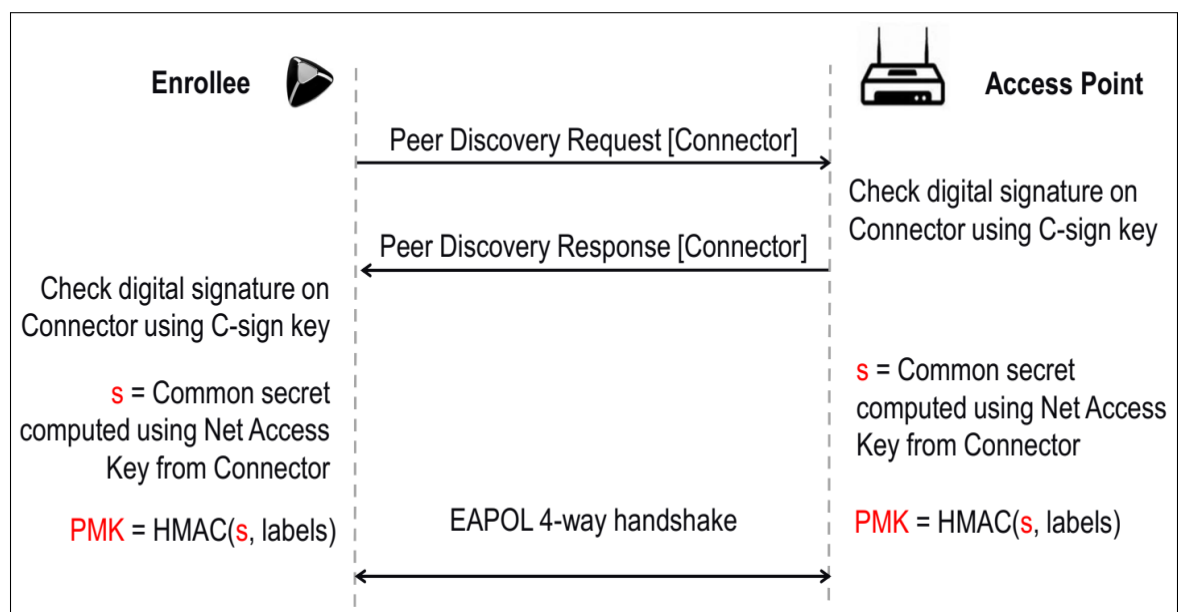 Enrollee
Access Point
Peer Discovery Request [Connector]
Check digital signature on
Connector using C-sign key
Peer Discovery Response [Connector]
Check digital signature on
Connector using C-sign key
s = Common secret
computed using Net Access
Key from Connector
s = Common secret
computed using Net Access
Key from Connector
PMK = HMAC(s, labels)
EAPOL 4-way handshake
PMK = HMAC(s, labels)